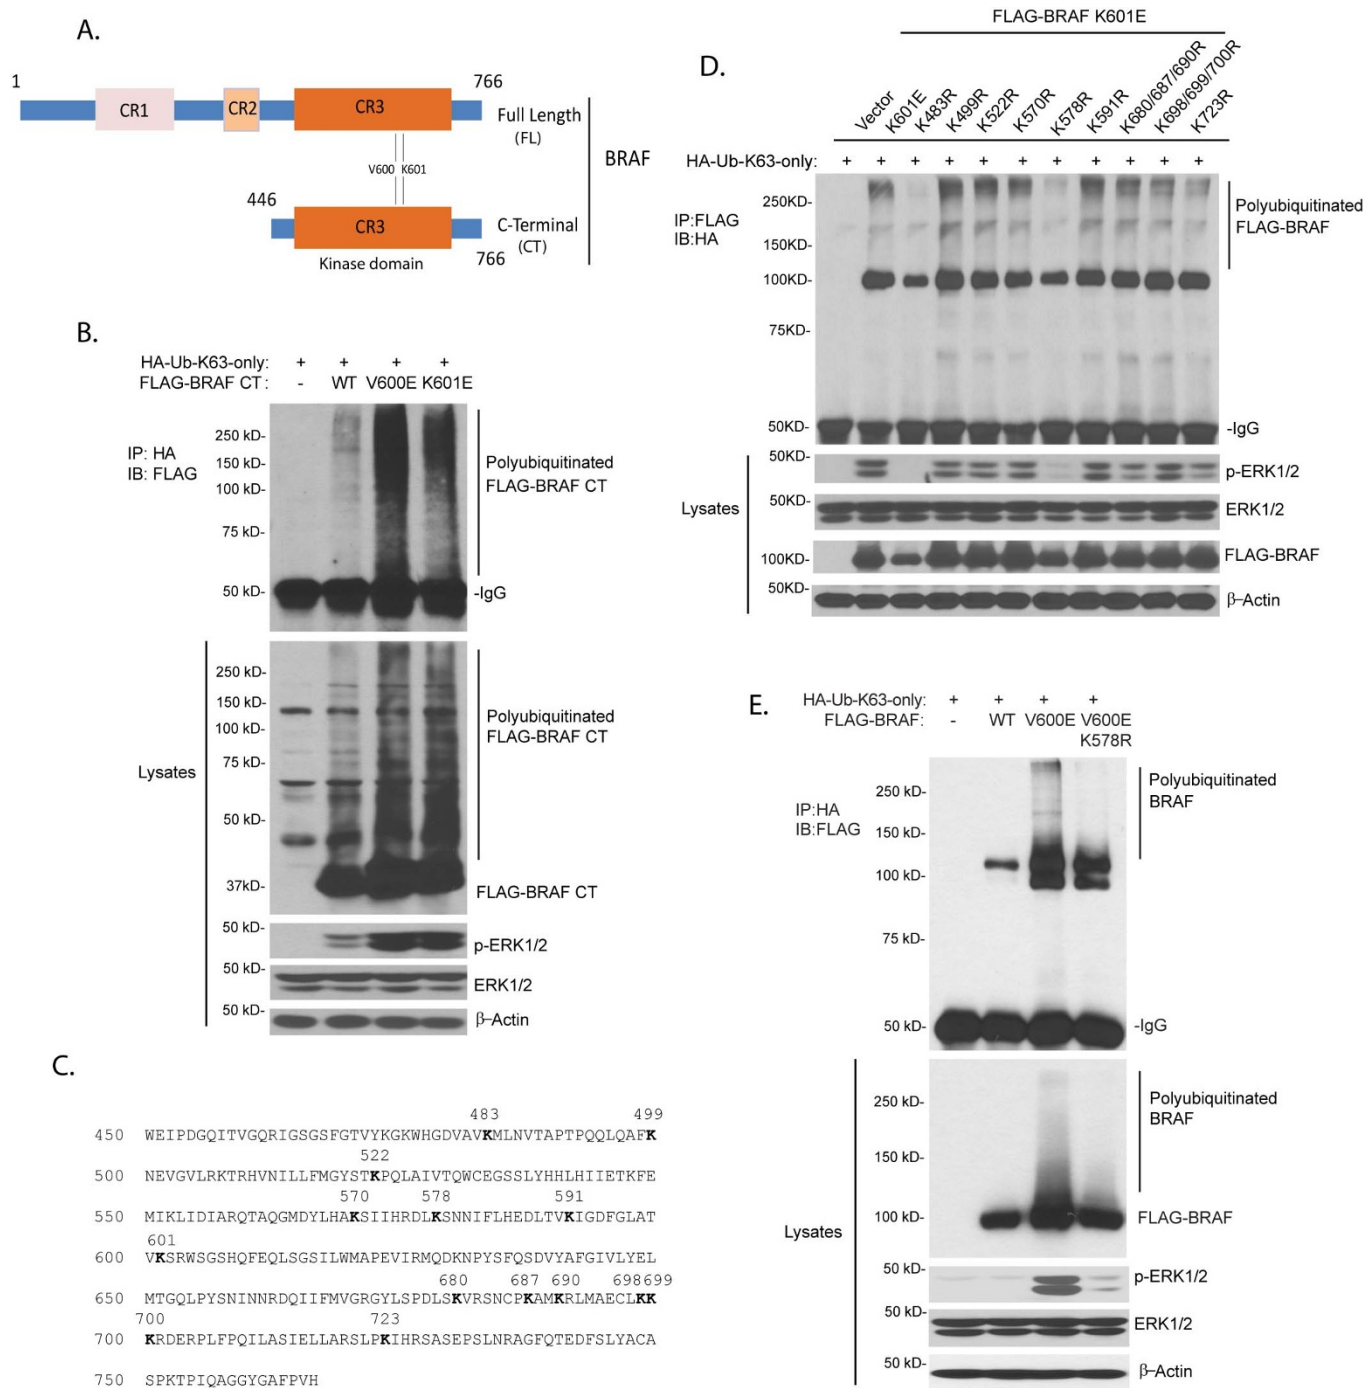 A.
1
766
CR1
CR2
CR3
Full Length
(FL)
V600
K601
BRAF
446
CR3
C-Terminal
(CT)
766
Kinase domain
B.
HA-Ub-K63-only: + + + +
FLAG-BRAF CT : - WT V600E K601E
IP: HA
IB: FLAG
250 kD-
150 kD-
100 kD-
75 kD-
50 kD-
Polyubiquitinated
FLAG-BRAF CT
-IgG
Lysates
250 kD-
150 kD-
100 kD-
75 kD-
50 kD-
37kD-
Polyubiquitinated
FLAG-BRAF CT
FLAG-BRAF CT
50 kD-
p-ERK1/2
50 kD-
ERK1/2
50 kD-
β-Actin
C.
483 499
450 WEIPDGQITVGQRIGSGSFGTVYKGKWHGDVAVKMLNVTAPTPQQLQAFK
522
500 NEVGVLRKTRHVNILLFMGYSTKPQLAIVTQWCEGSSLYHHLHIIETKFE
570 578 591
550 MIKLIDIARQTAQGMDYLHAKSIIHRDLKSNNIFLHEDLTVKIGDFGLAT
601
600 VKSRWSGSHQFEQLSGSILWMAPEVIRMQDKNPYSFQSDVYAFGIVLYEL
680 687 690 698 699
650 MTGQLPYSNINNRDQIIFMVGRGYLSPDLSKVRSNCPKAMKRLMAECLKK
700 723
700 KRDERPLFPQILASIELLARSLPKIHRSASEPSLNRAGFQTEDFSLYACA
750 SPKTPIQAGGYGAFPVH
D.
FLAG-BRAF K601E
Vector
K601E
K483R
K499R
K522R
K570R
K578R
K591R
K680/687/690R
K698/699/700R
K723R
HA-Ub-K63-only: + + + + + + + + + + +
IP:FLAG
IB:HA
250KD-
150KD-
100KD-
75KD-
50KD-
Polyubiquitinated
FLAG-BRAF
-IgG
Lysates
50KD-
p-ERK1/2
50KD-
ERK1/2
100KD-
FLAG-BRAF
50KD-
β-Actin
E.
HA-Ub-K63-only: + + + +
FLAG-BRAF: - WT V600E V600E
K578R
IP:HA
IB:FLAG
250 kD-
150 kD-
100 kD-
75 kD-
50 kD-
Polyubiquitinated
BRAF
-IgG
Lysates
250 kD-
150 kD-
100 kD-
Polyubiquitinated
BRAF
FLAG-BRAF
50 kD-
p-ERK1/2
50 kD-
ERK1/2
50 kD-
β-Actin